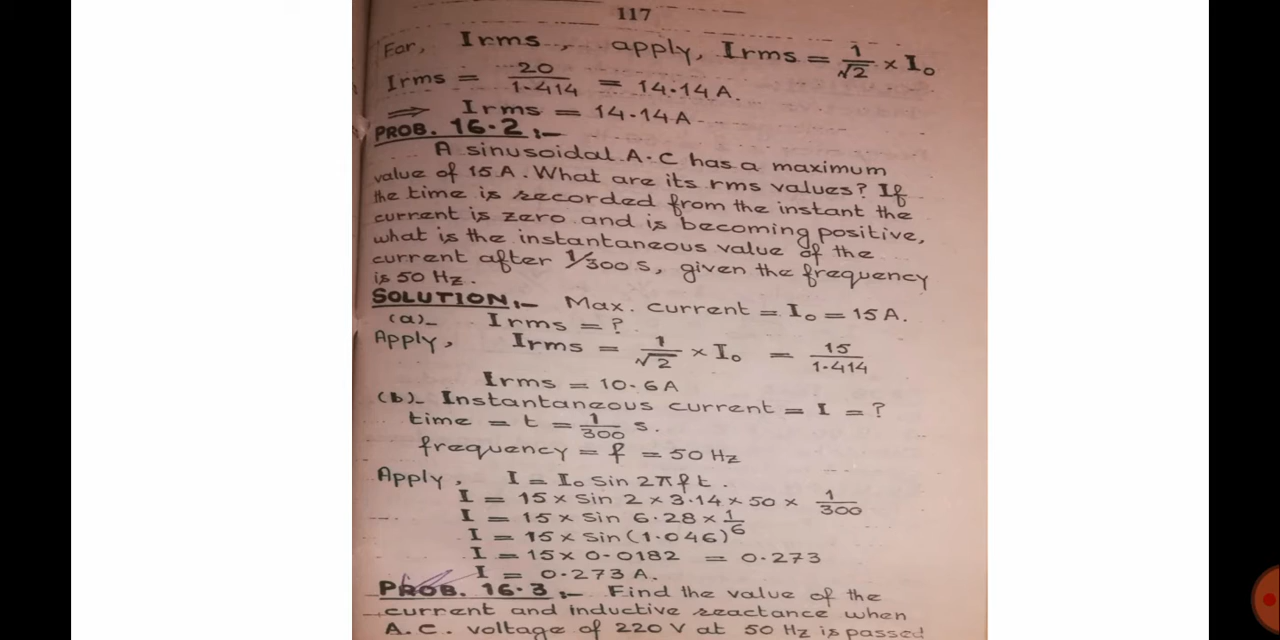 117
For, Irms, apply, Irms = 1/√2 × I₀
Irms = 20/1.414 = 14.14 A.
⇒ Irms = 14.14 A
PROB. 16.2:-
A sinusoidal A.C has a maximum
value of 15 A. What are its rms values? If
the time is recorded from the instant the
current is zero and is becoming positive,
what is the instantaneous value of the
current after 1/300 s, given the frequency
is 50 Hz.
SOLUTION:- Max. current = I₀ = 15 A.
(a)- Irms = ?
Apply, Irms = 1/√2 × I₀ = 15/1.414
Irms = 10.6 A
(b)- Instantaneous current = I = ?
time = t = 1/300 s.
frequency = f = 50 Hz
Apply, I = I₀ Sin 2πft.
I = 15 × Sin 2 × 3.14 × 50 × 1/300
I = 15 × Sin 6.28 × 1/6
I = 15 × Sin (1.046)
I = 15 × 0.0182 = 0.273
I = 0.273 A.
PROB. 16.3:- Find the value of the
current and inductive reactance when
A.C. voltage of 220 V at 50 Hz is passed